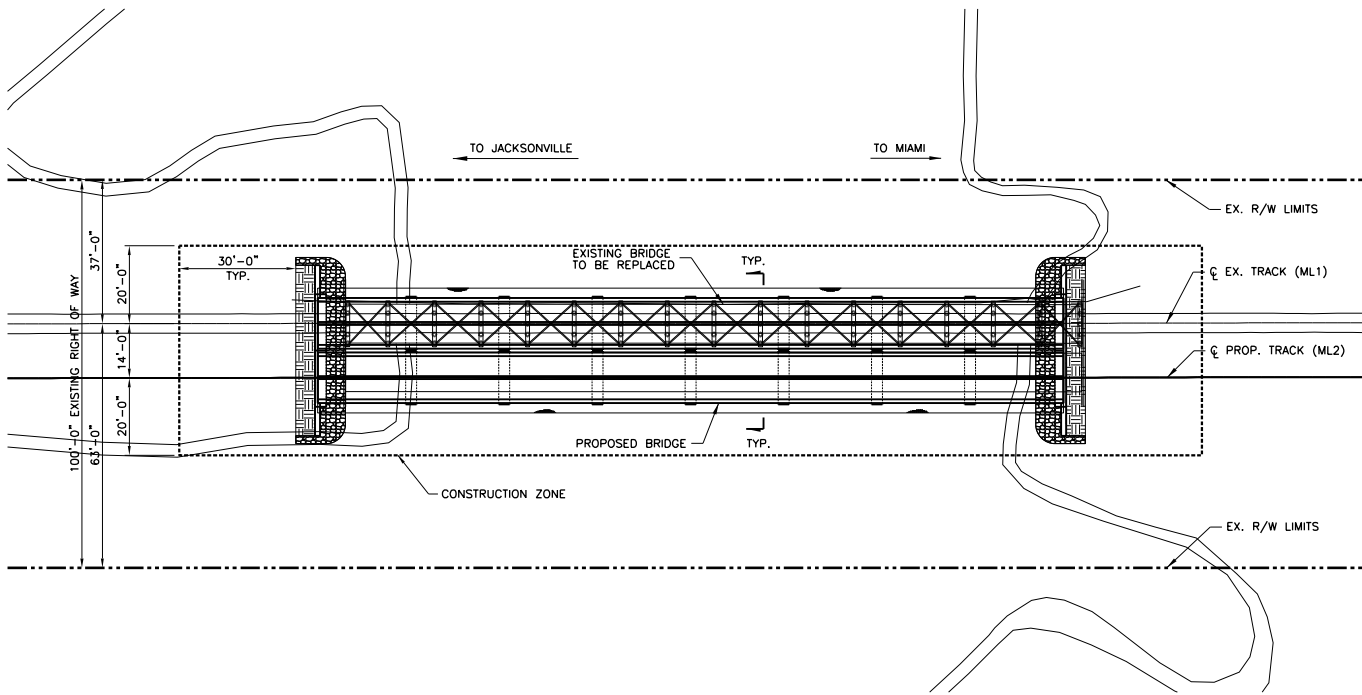 TO JACKSONVILLE
TO MIAMI
EX. R/W LIMITS
EXISTING BRIDGE
TO BE REPLACED
TYP.
30'-0"
TYP.
℄ EX. TRACK (ML1)
℄ PROP. TRACK (ML2)
100'-0" EXISTING RIGHT OF WAY
37'-0"
63'-0"
20'-0"
14'-0"
20'-0"
PROPOSED BRIDGE
TYP.
CONSTRUCTION ZONE
EX. R/W LIMITS